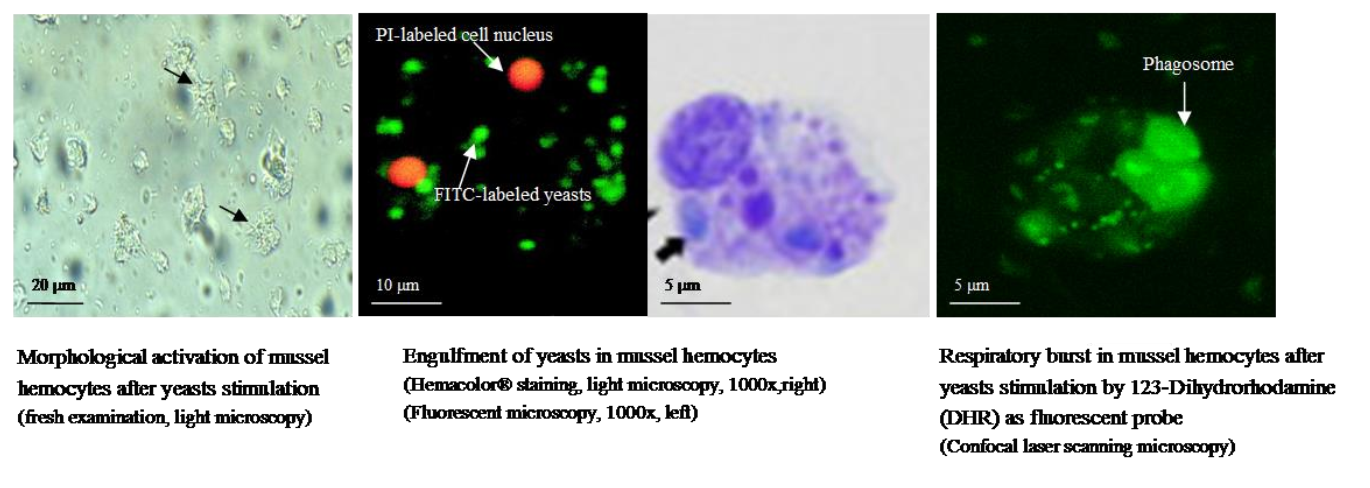 PI-labeled cell nucleus
FITC-labeled yeasts
Phagosome
20 μm
10 μm
5 μm
5 μm
Morphological activation of mussel
hemocytes after yeasts stimulation
(fresh examination, light microscopy)
Engulfment of yeasts in mussel hemocytes
(Hemacolor® staining, light microscopy, 1000x,right)
(Fluorescent microscopy, 1000x, left)
Respiratory burst in mussel hemocytes after
yeasts stimulation by 123-Dihydrorhodamine
(DHR) as fluorescent probe
(Confocal laser scanning microscopy)